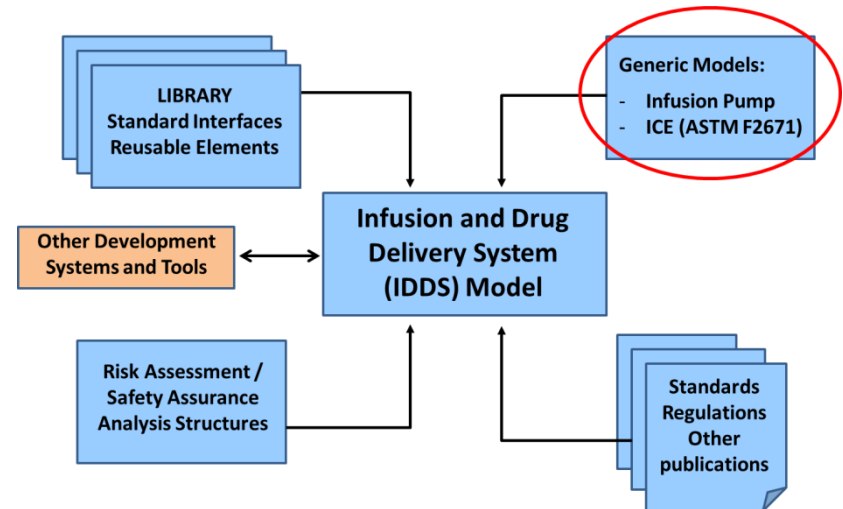 LIBRARY
Standard Interfaces
Reusable Elements
Generic Models:
- Infusion Pump
- ICE (ASTM F2671)
Infusion and Drug
Delivery System
(IDDS) Model
Other Development
Systems and Tools
Risk Assessment /
Safety Assurance
Analysis Structures
Standards
Regulations
Other
publications